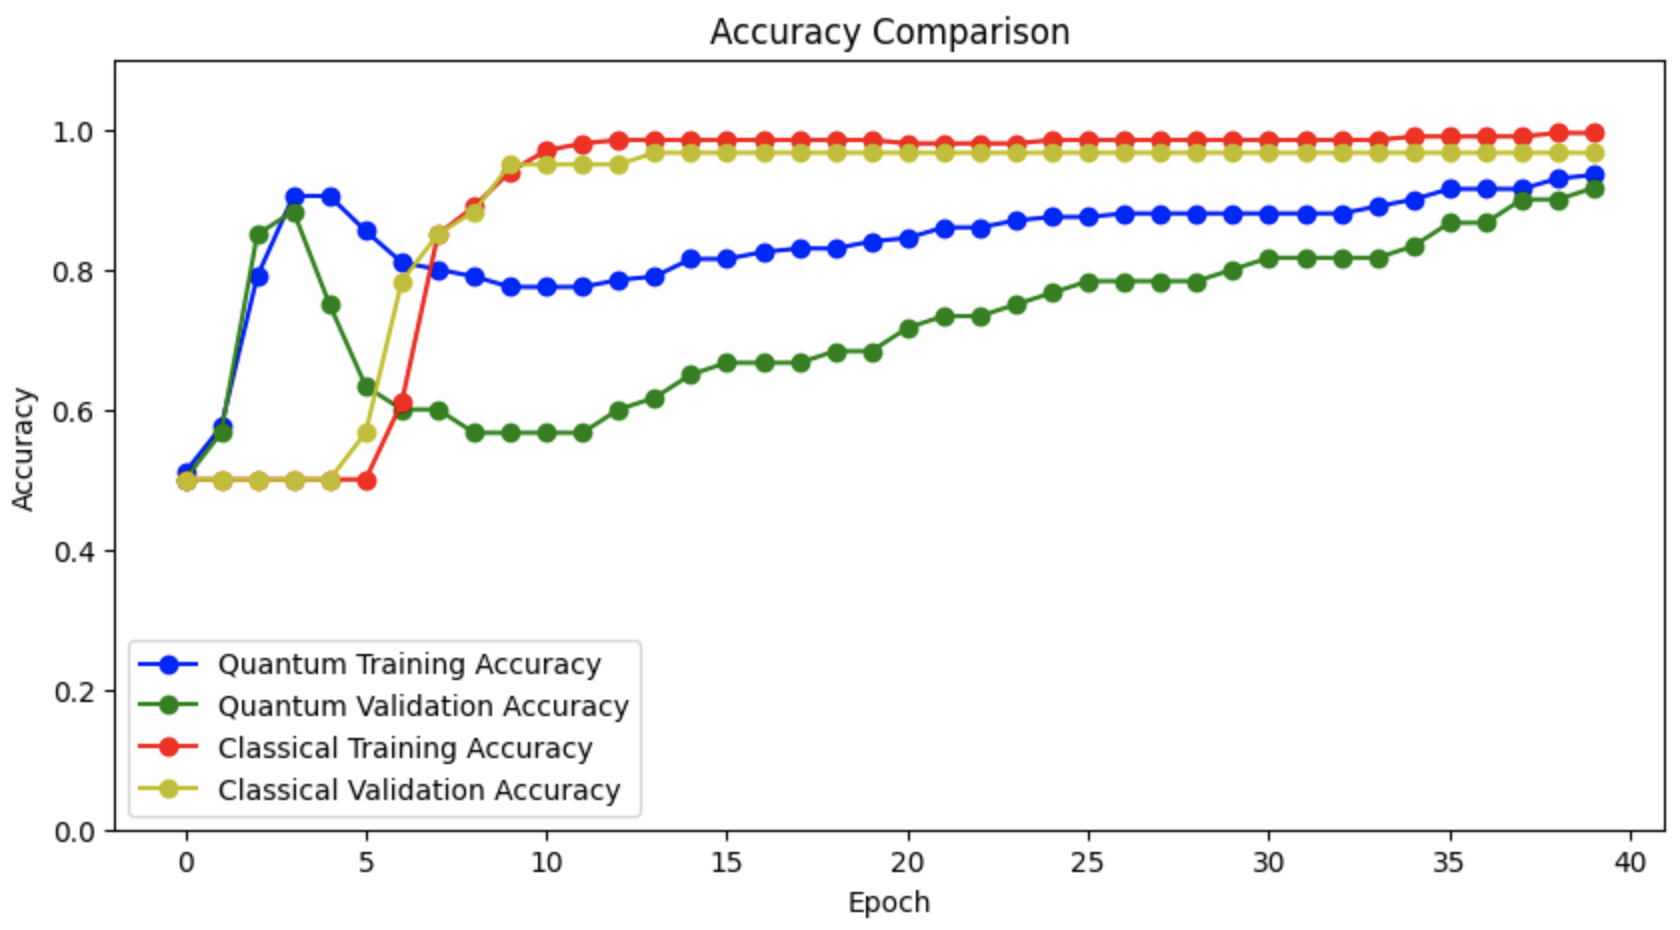 Accuracy Comparison
1.0
0.8
0.6
0.4
0.2
0.0
Accuracy
Quantum Training Accuracy
Quantum Validation Accuracy
Classical Training Accuracy
Classical Validation Accuracy
0 5 10 15 20 25 30 35 40
Epoch